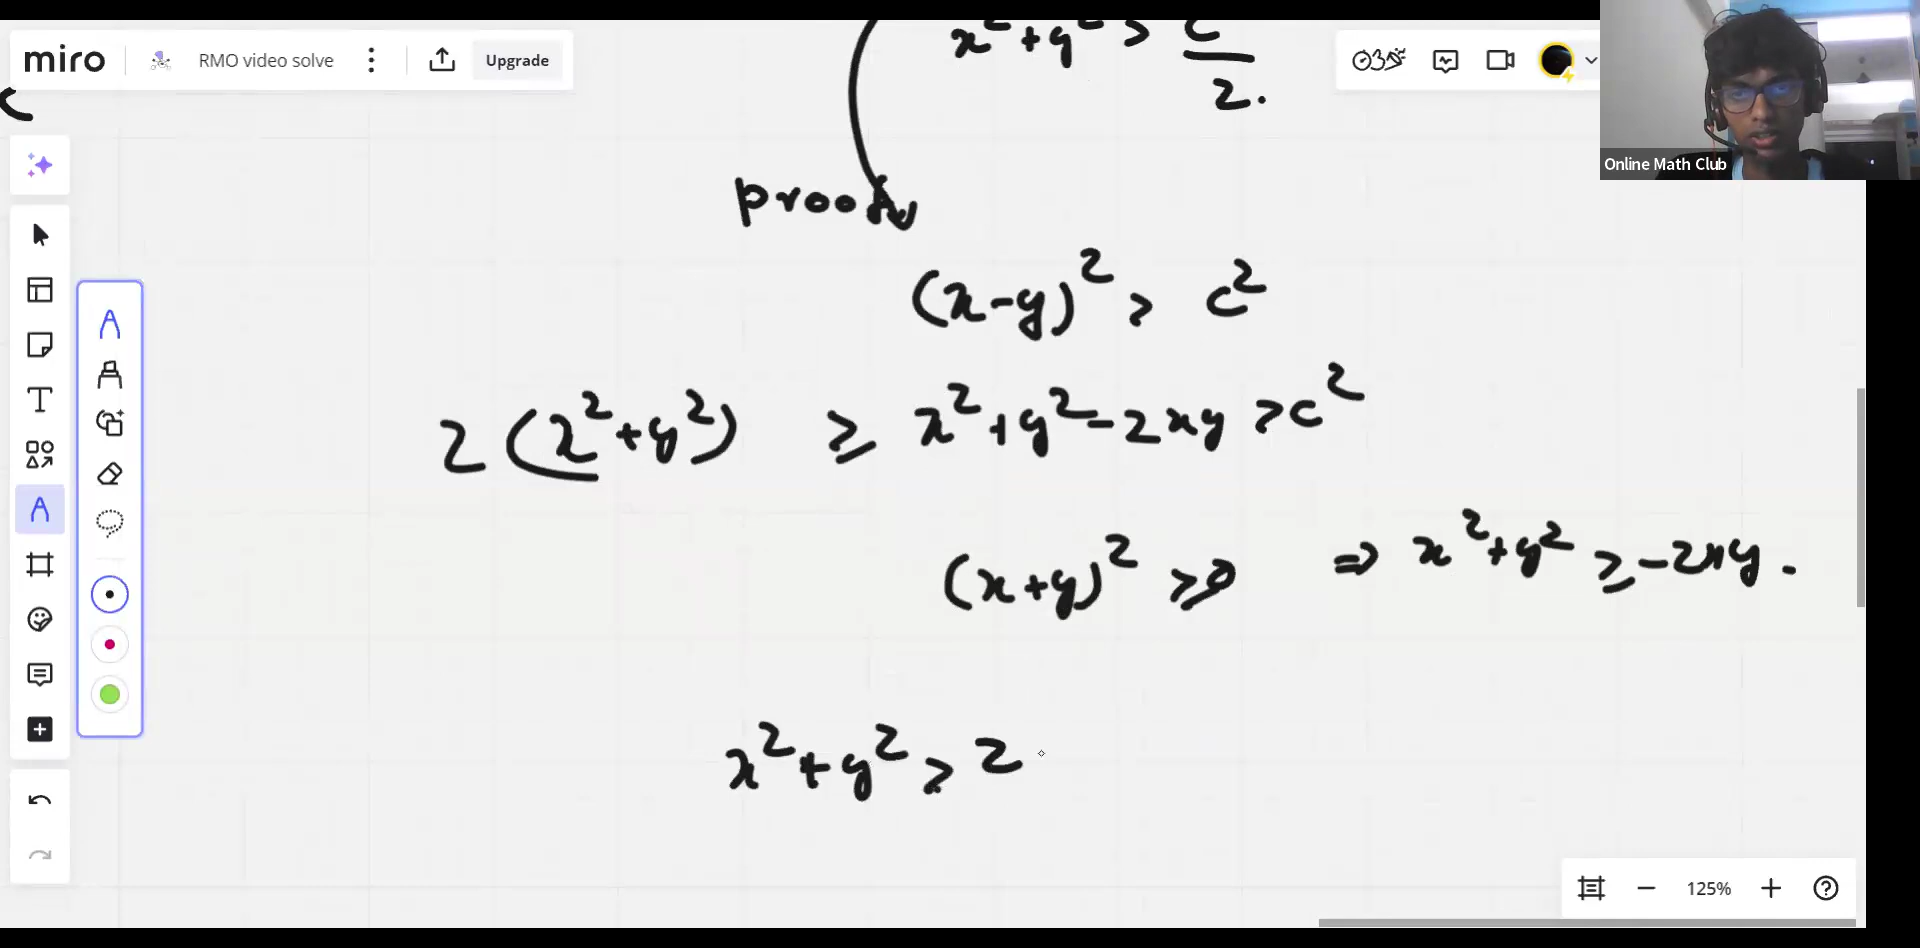 x²+y² > c
2.
miro
RMO video solve
Upgrade
Online Math Club
proof
(x-y)² > c²
2(x²+y²) ≥ x²+y²-2xy > c²
(x+y)² ≥ 0 ⇒ x²+y² ≥ -2xy.
x²+y² > 2
125%